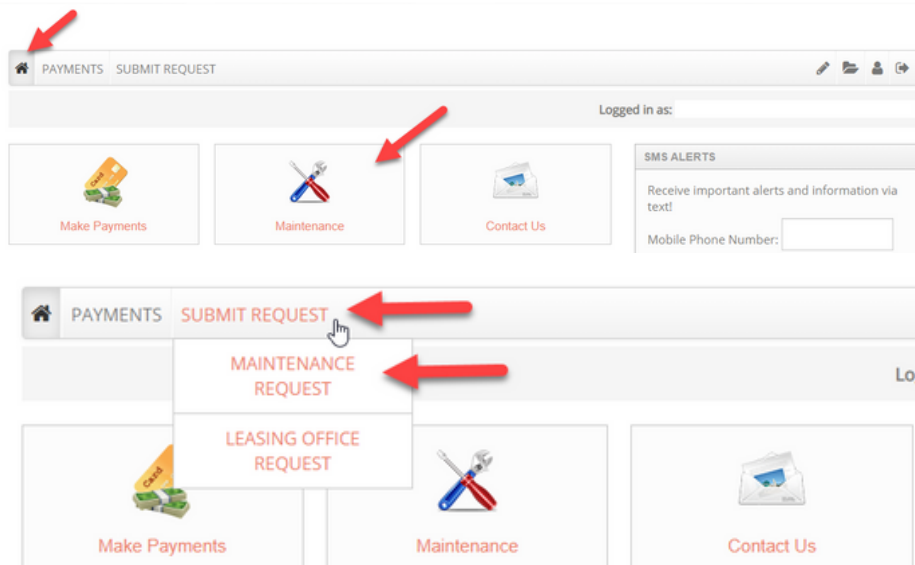 PAYMENTS SUBMIT REQUEST
Logged in as:
Make Payments
Maintenance
Contact Us
SMS ALERTS
Receive important alerts and information via
text!
Mobile Phone Number:
PAYMENTS SUBMIT REQUEST
MAINTENANCE
REQUEST
LEASING OFFICE
REQUEST
Lo
Card
Make Payments
Maintenance
Contact Us